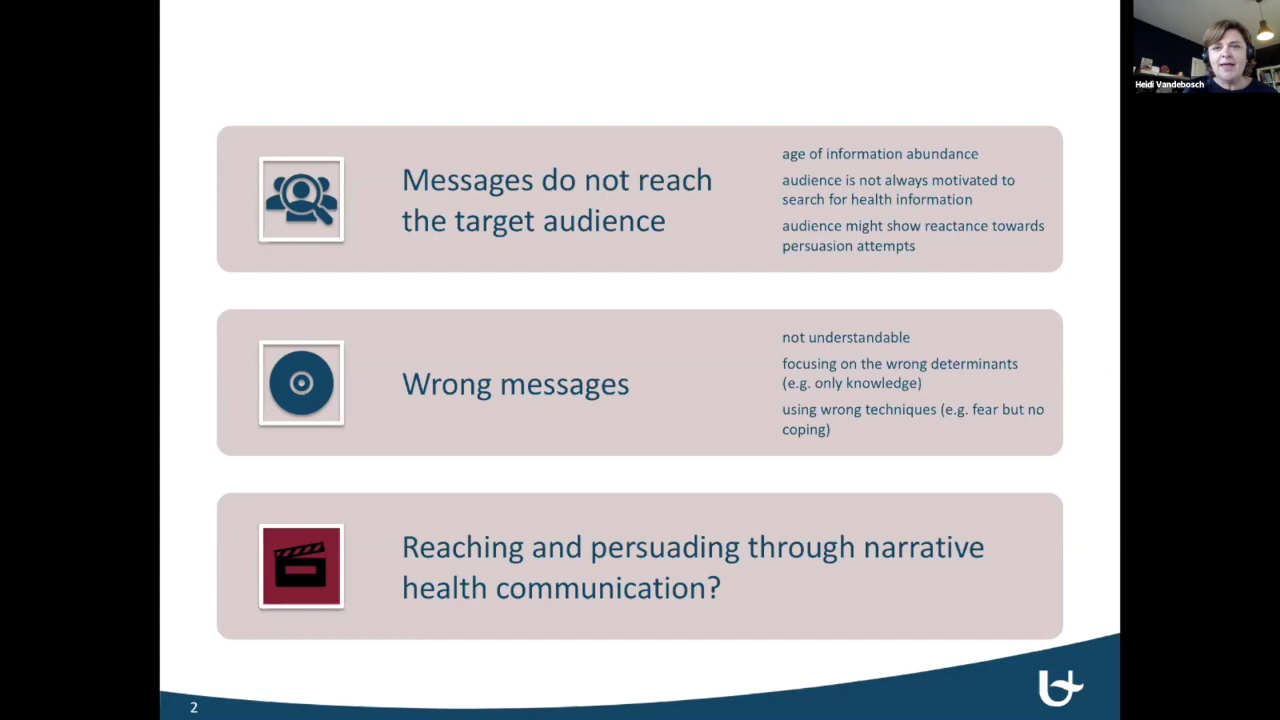 Heidi Vandebosch
Messages do not reach
the target audience
age of information abundance
audience is not always motivated to
search for health information
audience might show reactance towards
persuasion attempts
Wrong messages
not understandable
focusing on the wrong determinants
(e.g. only knowledge)
using wrong techniques (e.g. fear but no
coping)
Reaching and persuading through narrative
health communication?
2